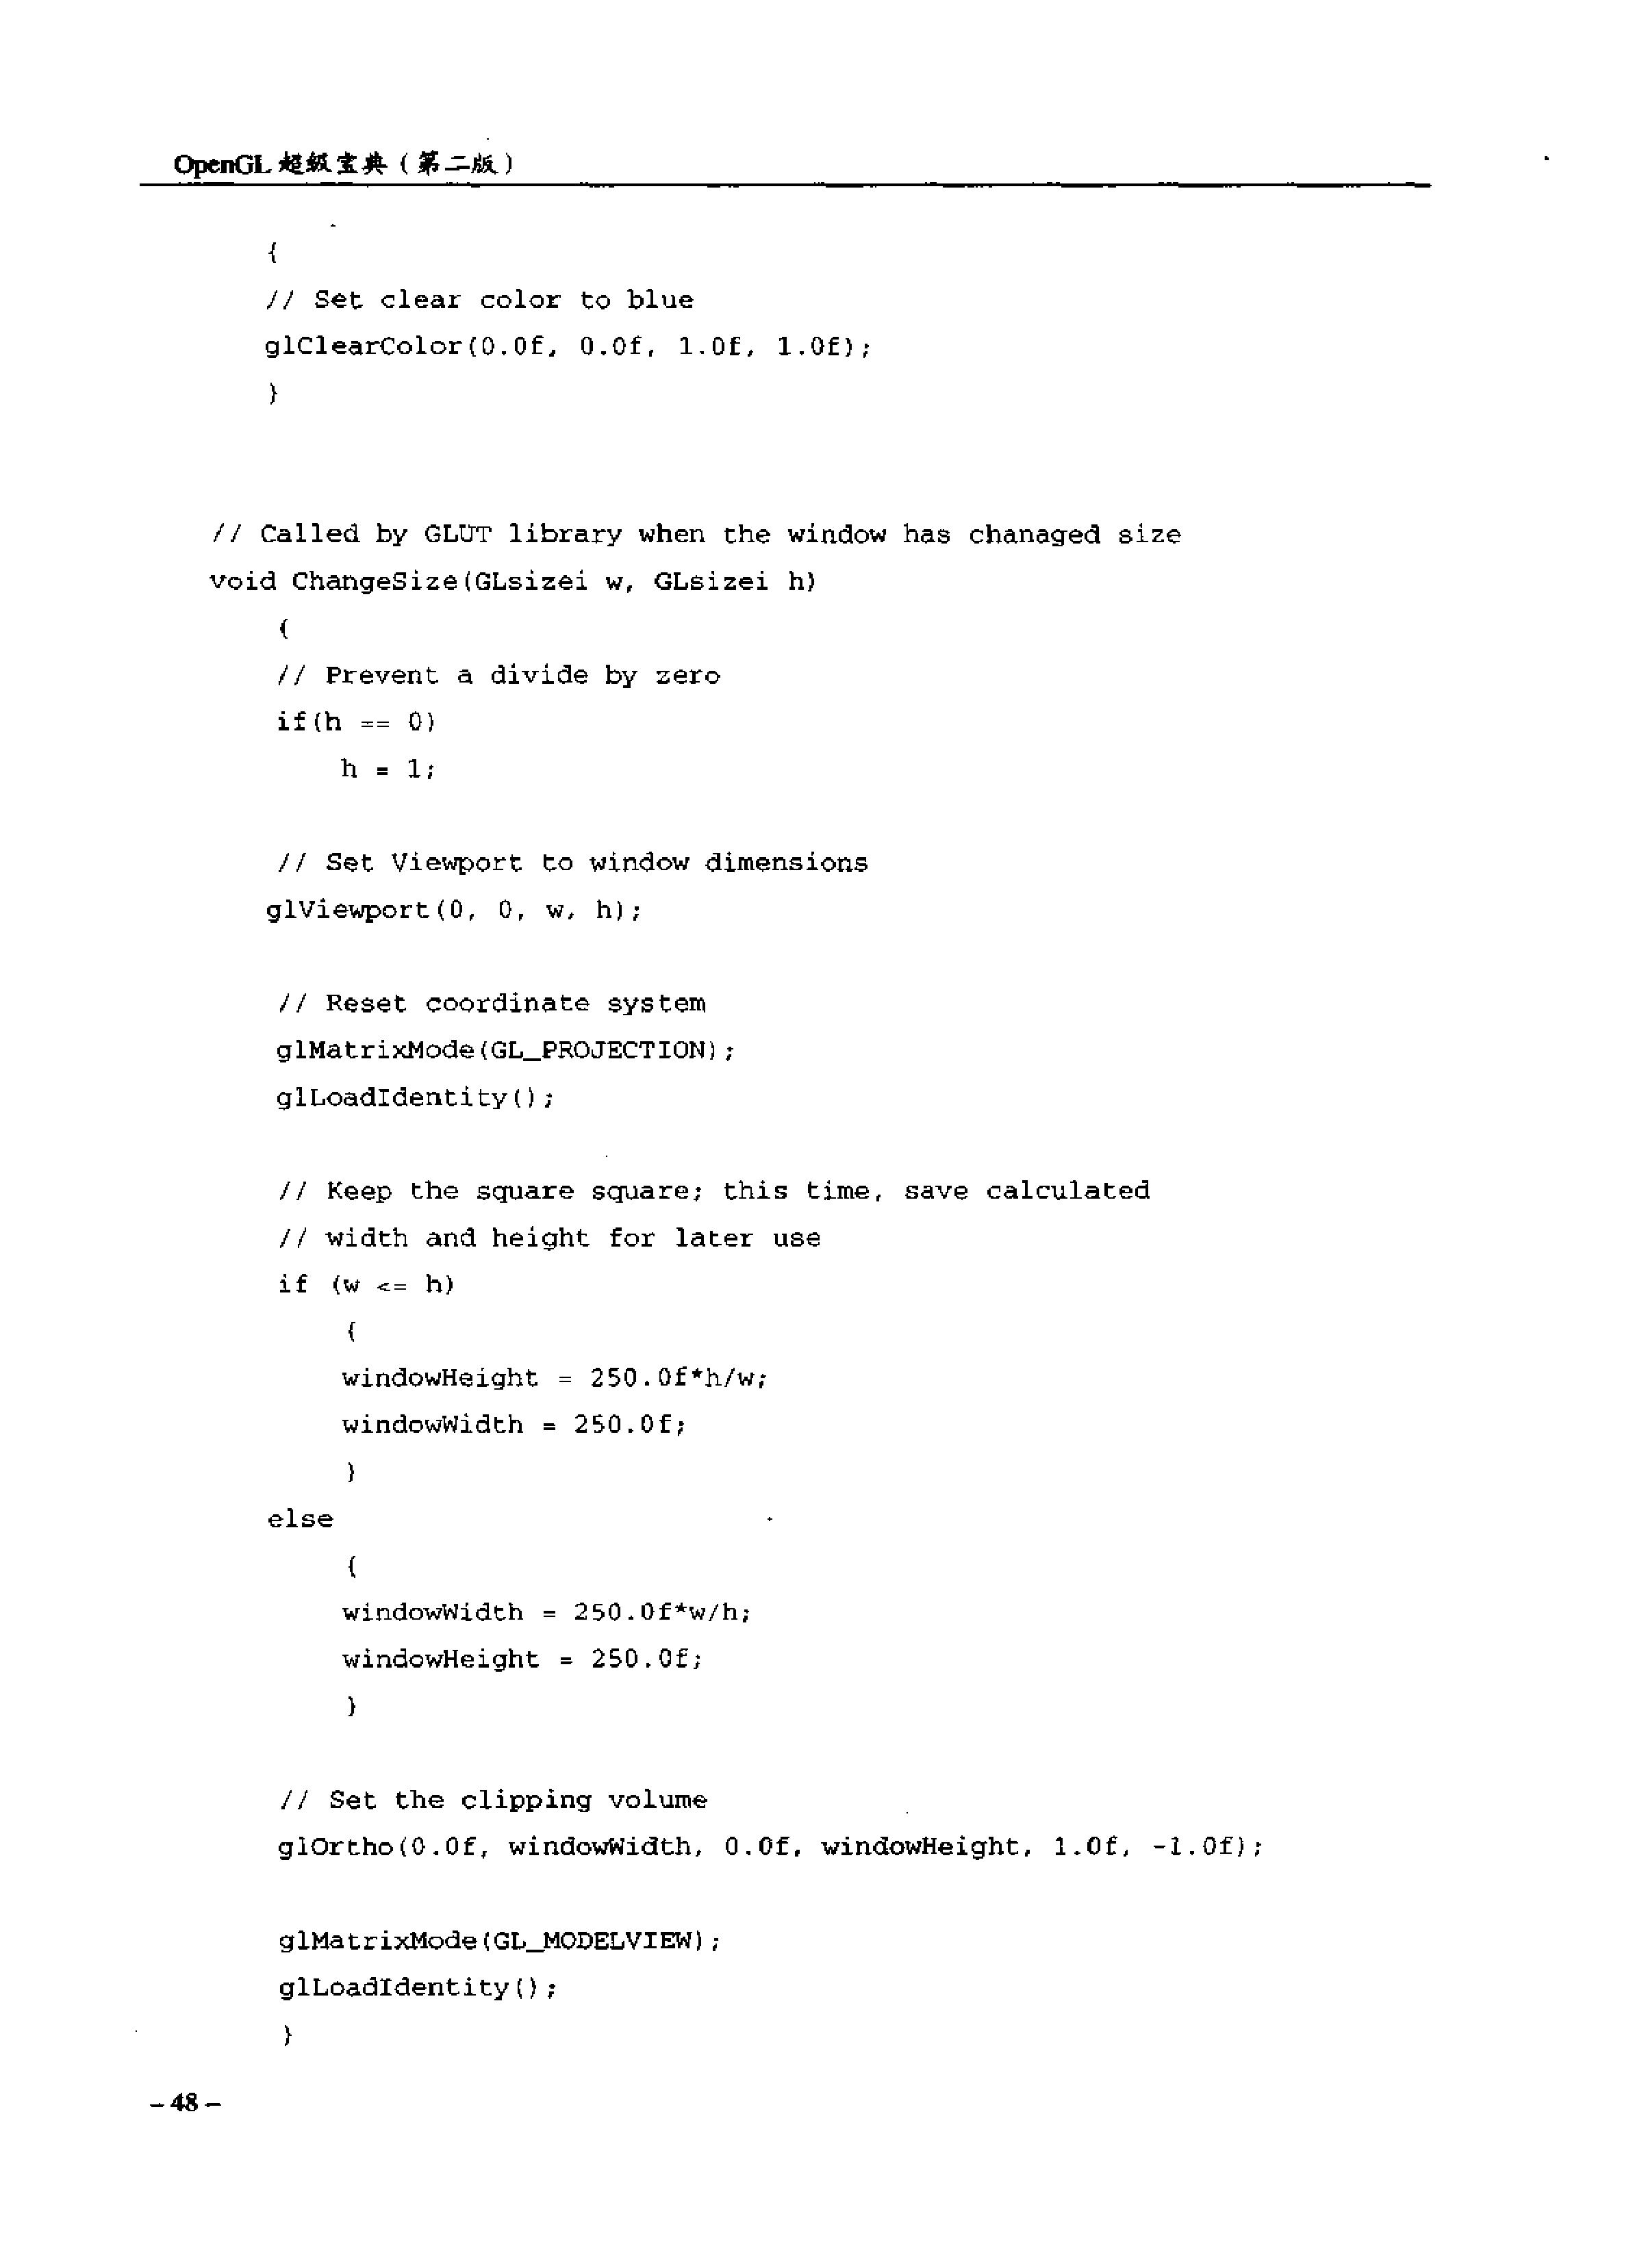 OpenGL 超级宝典（第二版）
{
// Set clear color to blue
glClearColor(0.0f, 0.0f, 1.0f, 1.0f);
}
// Called by GLUT library when the window has chanaged size
void ChangeSize(GLsizei w, GLsizei h)
{
// Prevent a divide by zero
if(h == 0)
h = 1;
// Set Viewport to window dimensions
glViewport(0, 0, w, h);
// Reset coordinate system
glMatrixMode(GL_PROJECTION);
glLoadIdentity();
// Keep the square square; this time, save calculated
// width and height for later use
if (w <= h)
{
windowHeight = 250.0f*h/w;
windowWidth = 250.0f;
}
else
{
windowWidth = 250.0f*w/h;
windowHeight = 250.0f;
}
// Set the clipping volume
glOrtho(0.0f, windowWidth, 0.0f, windowHeight, 1.0f, -1.0f);
glMatrixMode(GL_MODELVIEW);
glLoadIdentity();
}
– 48 –